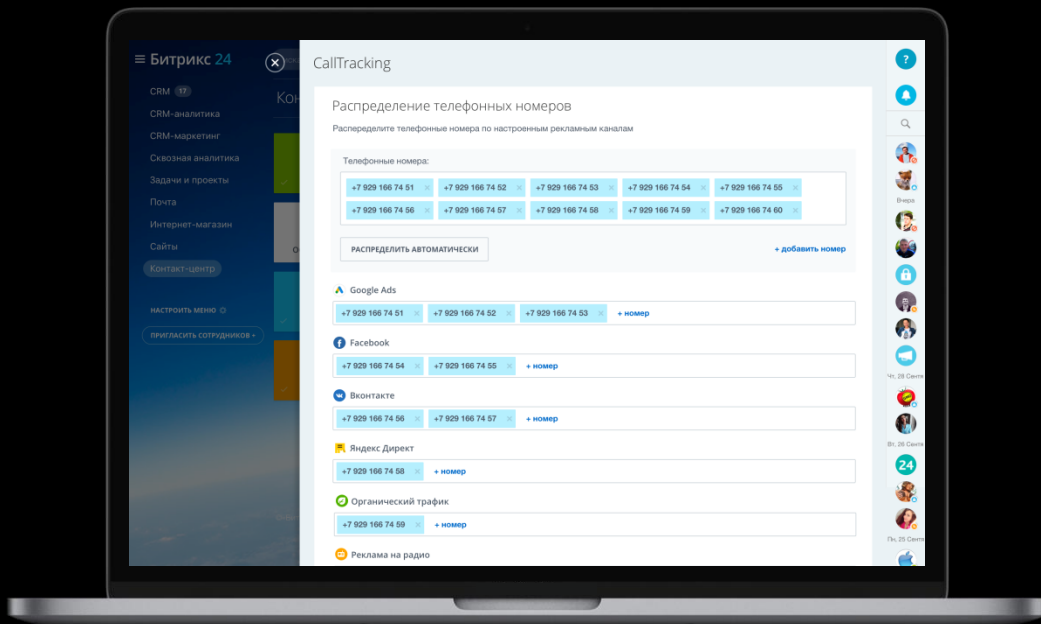 Битрикс 24
CRM 17
CRM-аналитика
CRM-маркетинг
Сквозная аналитика
Задачи и проекты
Почта
Интернет-магазин
Сайты
Контакт-центр
НАСТРОИТЬ МЕНЮ
ПРИГЛАСИТЬ СОТРУДНИКОВ +
Кон
CallTracking
Распределение телефонных номеров
Распеределите телефонные номера по настроенным рекламным каналам
Телефонные номера:
+7 929 166 74 51 × +7 929 166 74 52 × +7 929 166 74 53 × +7 929 166 74 54 × +7 929 166 74 55 ×
+7 929 166 74 56 × +7 929 166 74 57 × +7 929 166 74 58 × +7 929 166 74 59 × +7 929 166 74 60 ×
РАСПРЕДЕЛИТЬ АВТОМАТИЧЕСКИ + добавить номер
Google Ads
+7 929 166 74 51 × +7 929 166 74 52 × +7 929 166 74 53 × + номер
Facebook
+7 929 166 74 54 × +7 929 166 74 55 × + номер
Вконтакте
+7 929 166 74 56 × +7 929 166 74 57 × + номер
Яндекс Директ
+7 929 166 74 58 × + номер
Органический трафик
+7 929 166 74 59 × + номер
Реклама на радио
?
Вчера
Чт, 28 Сентя
Вт, 26 Сентя
24
Пн, 25 Сентя